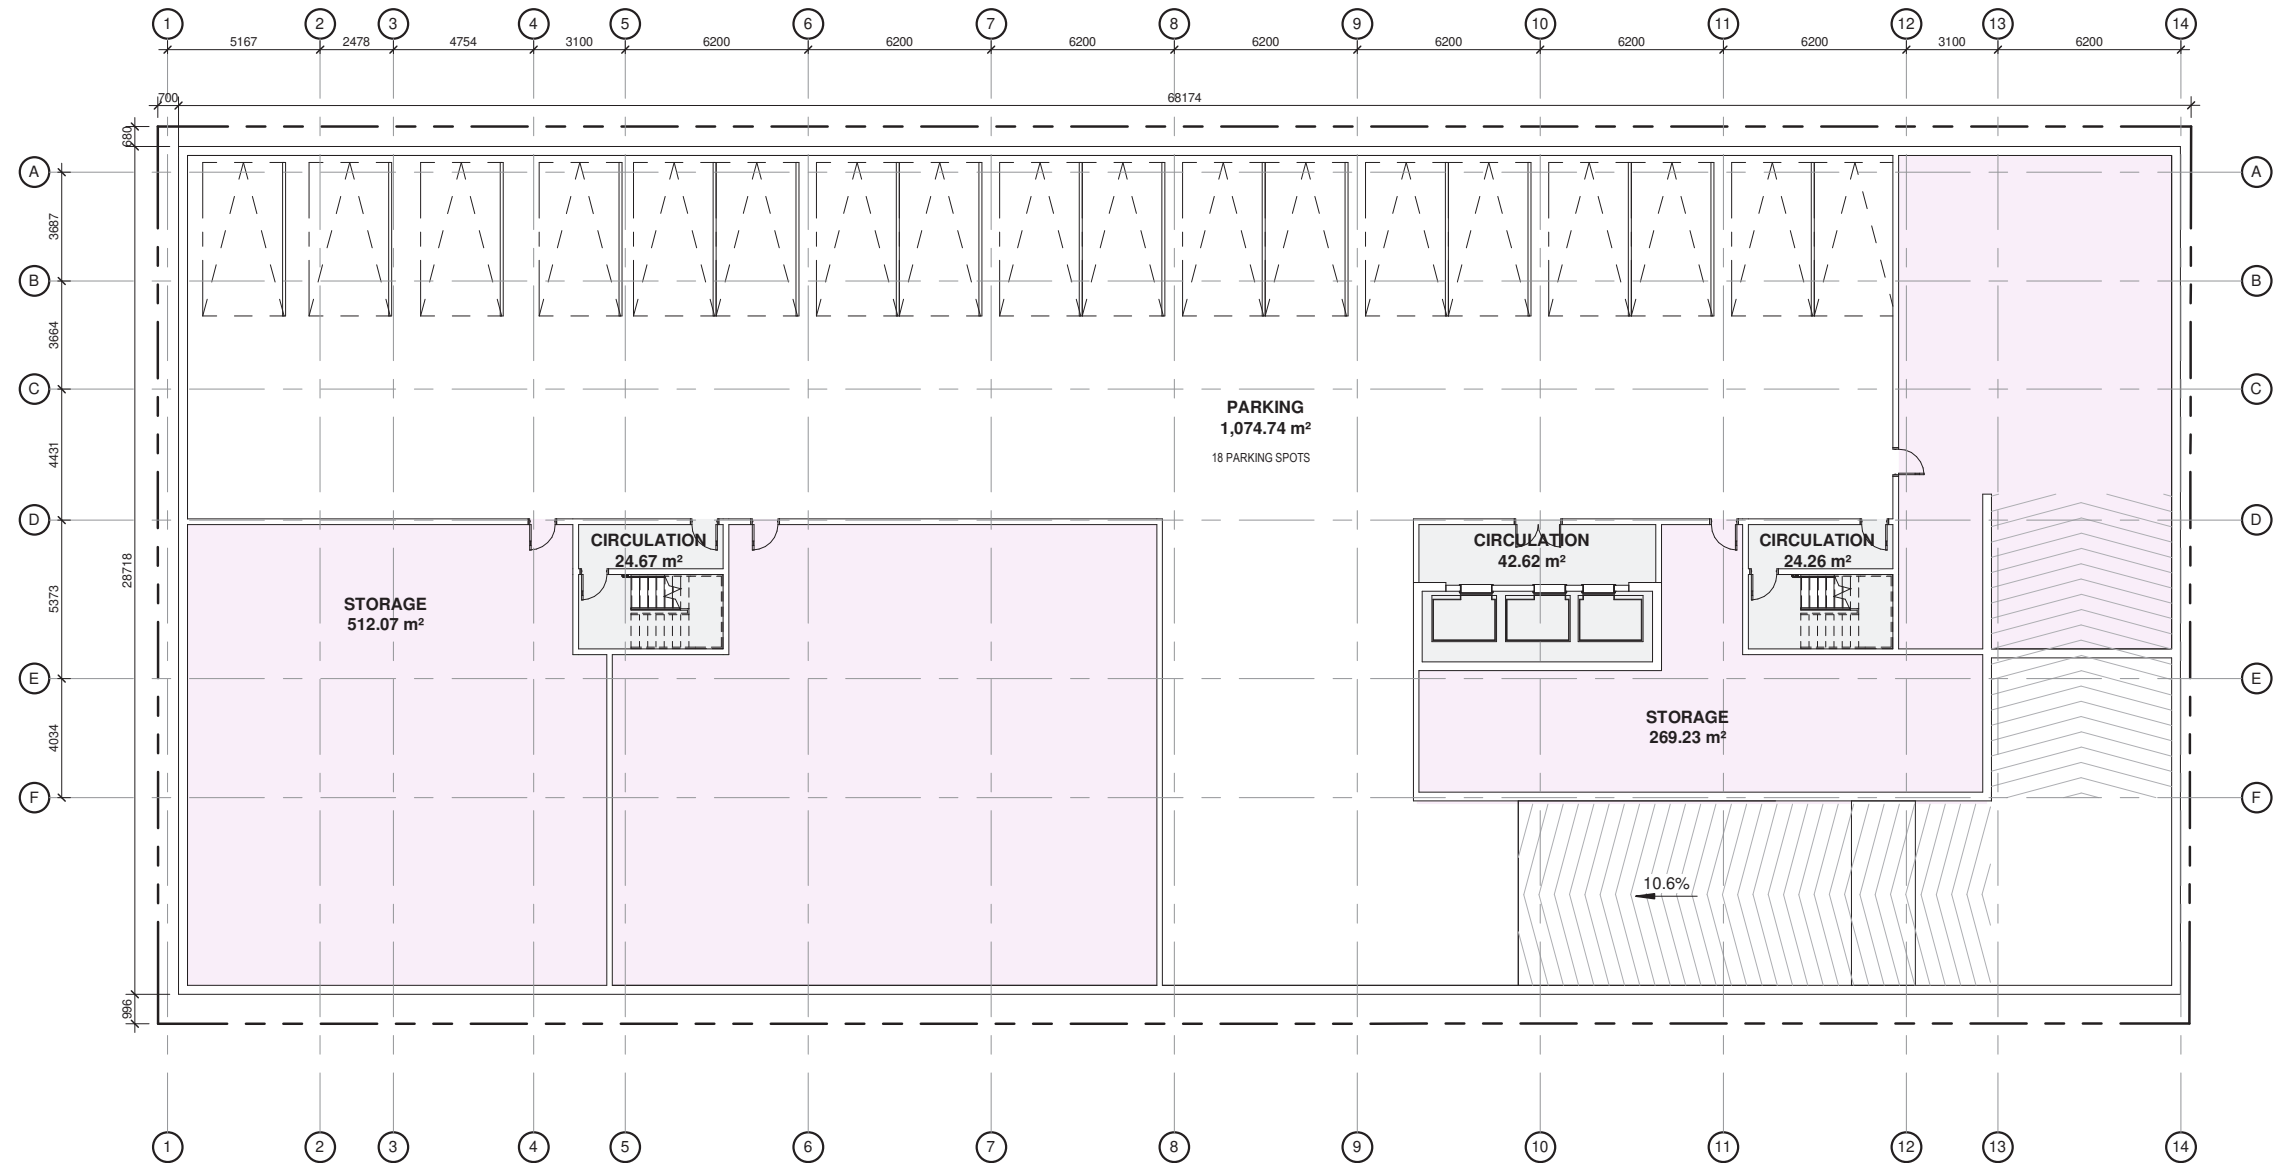 1 2 3 4 5 6 7 8 9 10 11 12 13 14
5167 2478 4754 3100 6200 6200 6200 6200 6200 6200 6200 3100 6200
700 68174
680
A A
3687
B B
3664
C C
PARKING
1,074.74 m²
18 PARKING SPOTS
4431
D D
28718
CIRCULATION
24.67 m²
CIRCULATION
42.62 m²
CIRCULATION
24.26 m²
5373
STORAGE
512.07 m²
E E
STORAGE
269.23 m²
4034
F F
10.6%
996
1 2 3 4 5 6 7 8 9 10 11 12 13 14